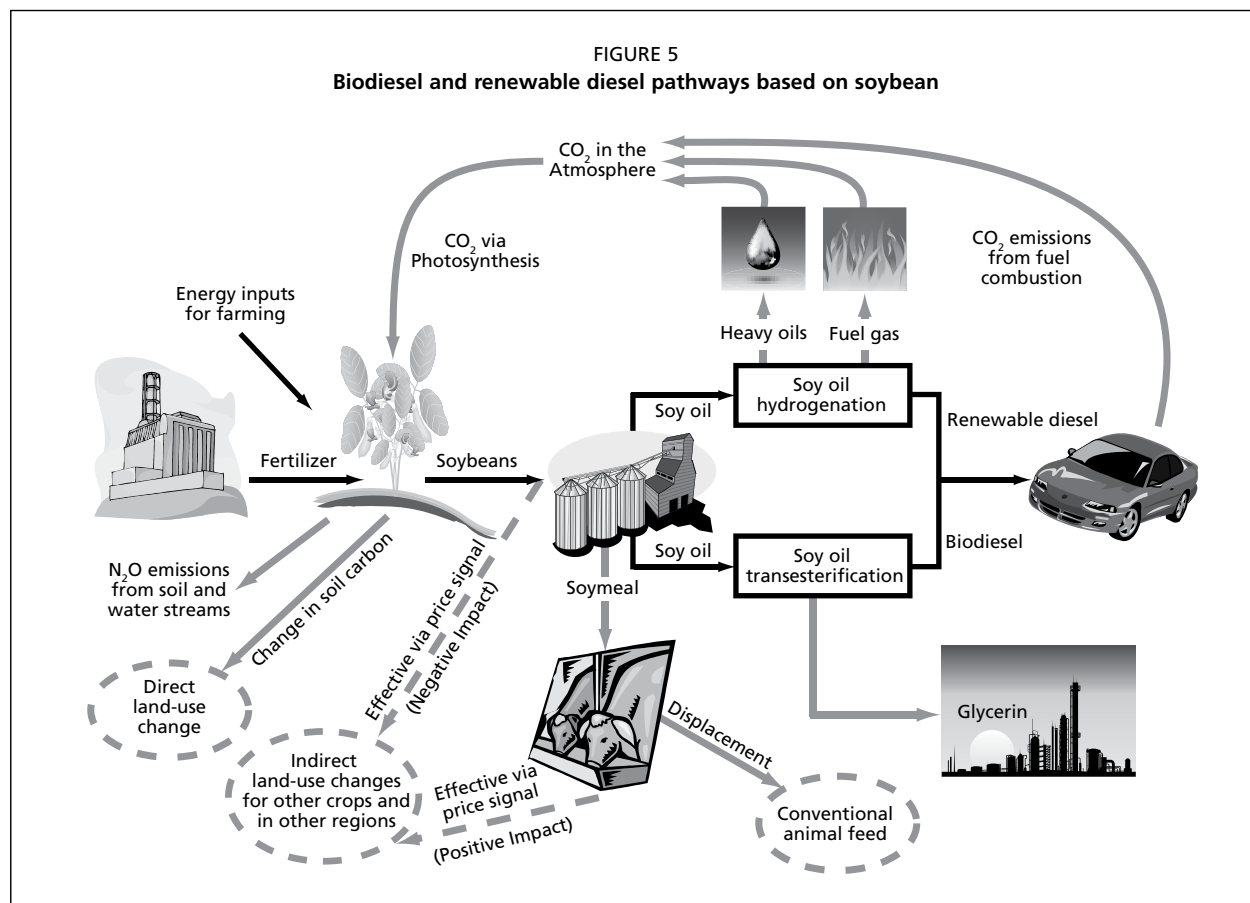 FIGURE 5
Biodiesel and renewable diesel pathways based on soybean
CO₂ in the
Atmosphere
CO₂ via
Photosynthesis
CO₂ emissions
from fuel
combustion
Energy inputs
for farming
Heavy oils
Fuel gas
Soy oil
Soy oil
hydrogenation
Renewable diesel
Fertilizer
Soybeans
Soy oil
Soy oil
transesterification
Biodiesel
Soymeal
N₂O emissions
from soil and
water streams
Change in soil carbon
Effective via price signal
(Negative Impact)
Direct
land-use
change
Displacement
Glycerin
Indirect
land-use changes
for other crops and
in other regions
Effective via
price signal
(Positive Impact)
Conventional
animal feed